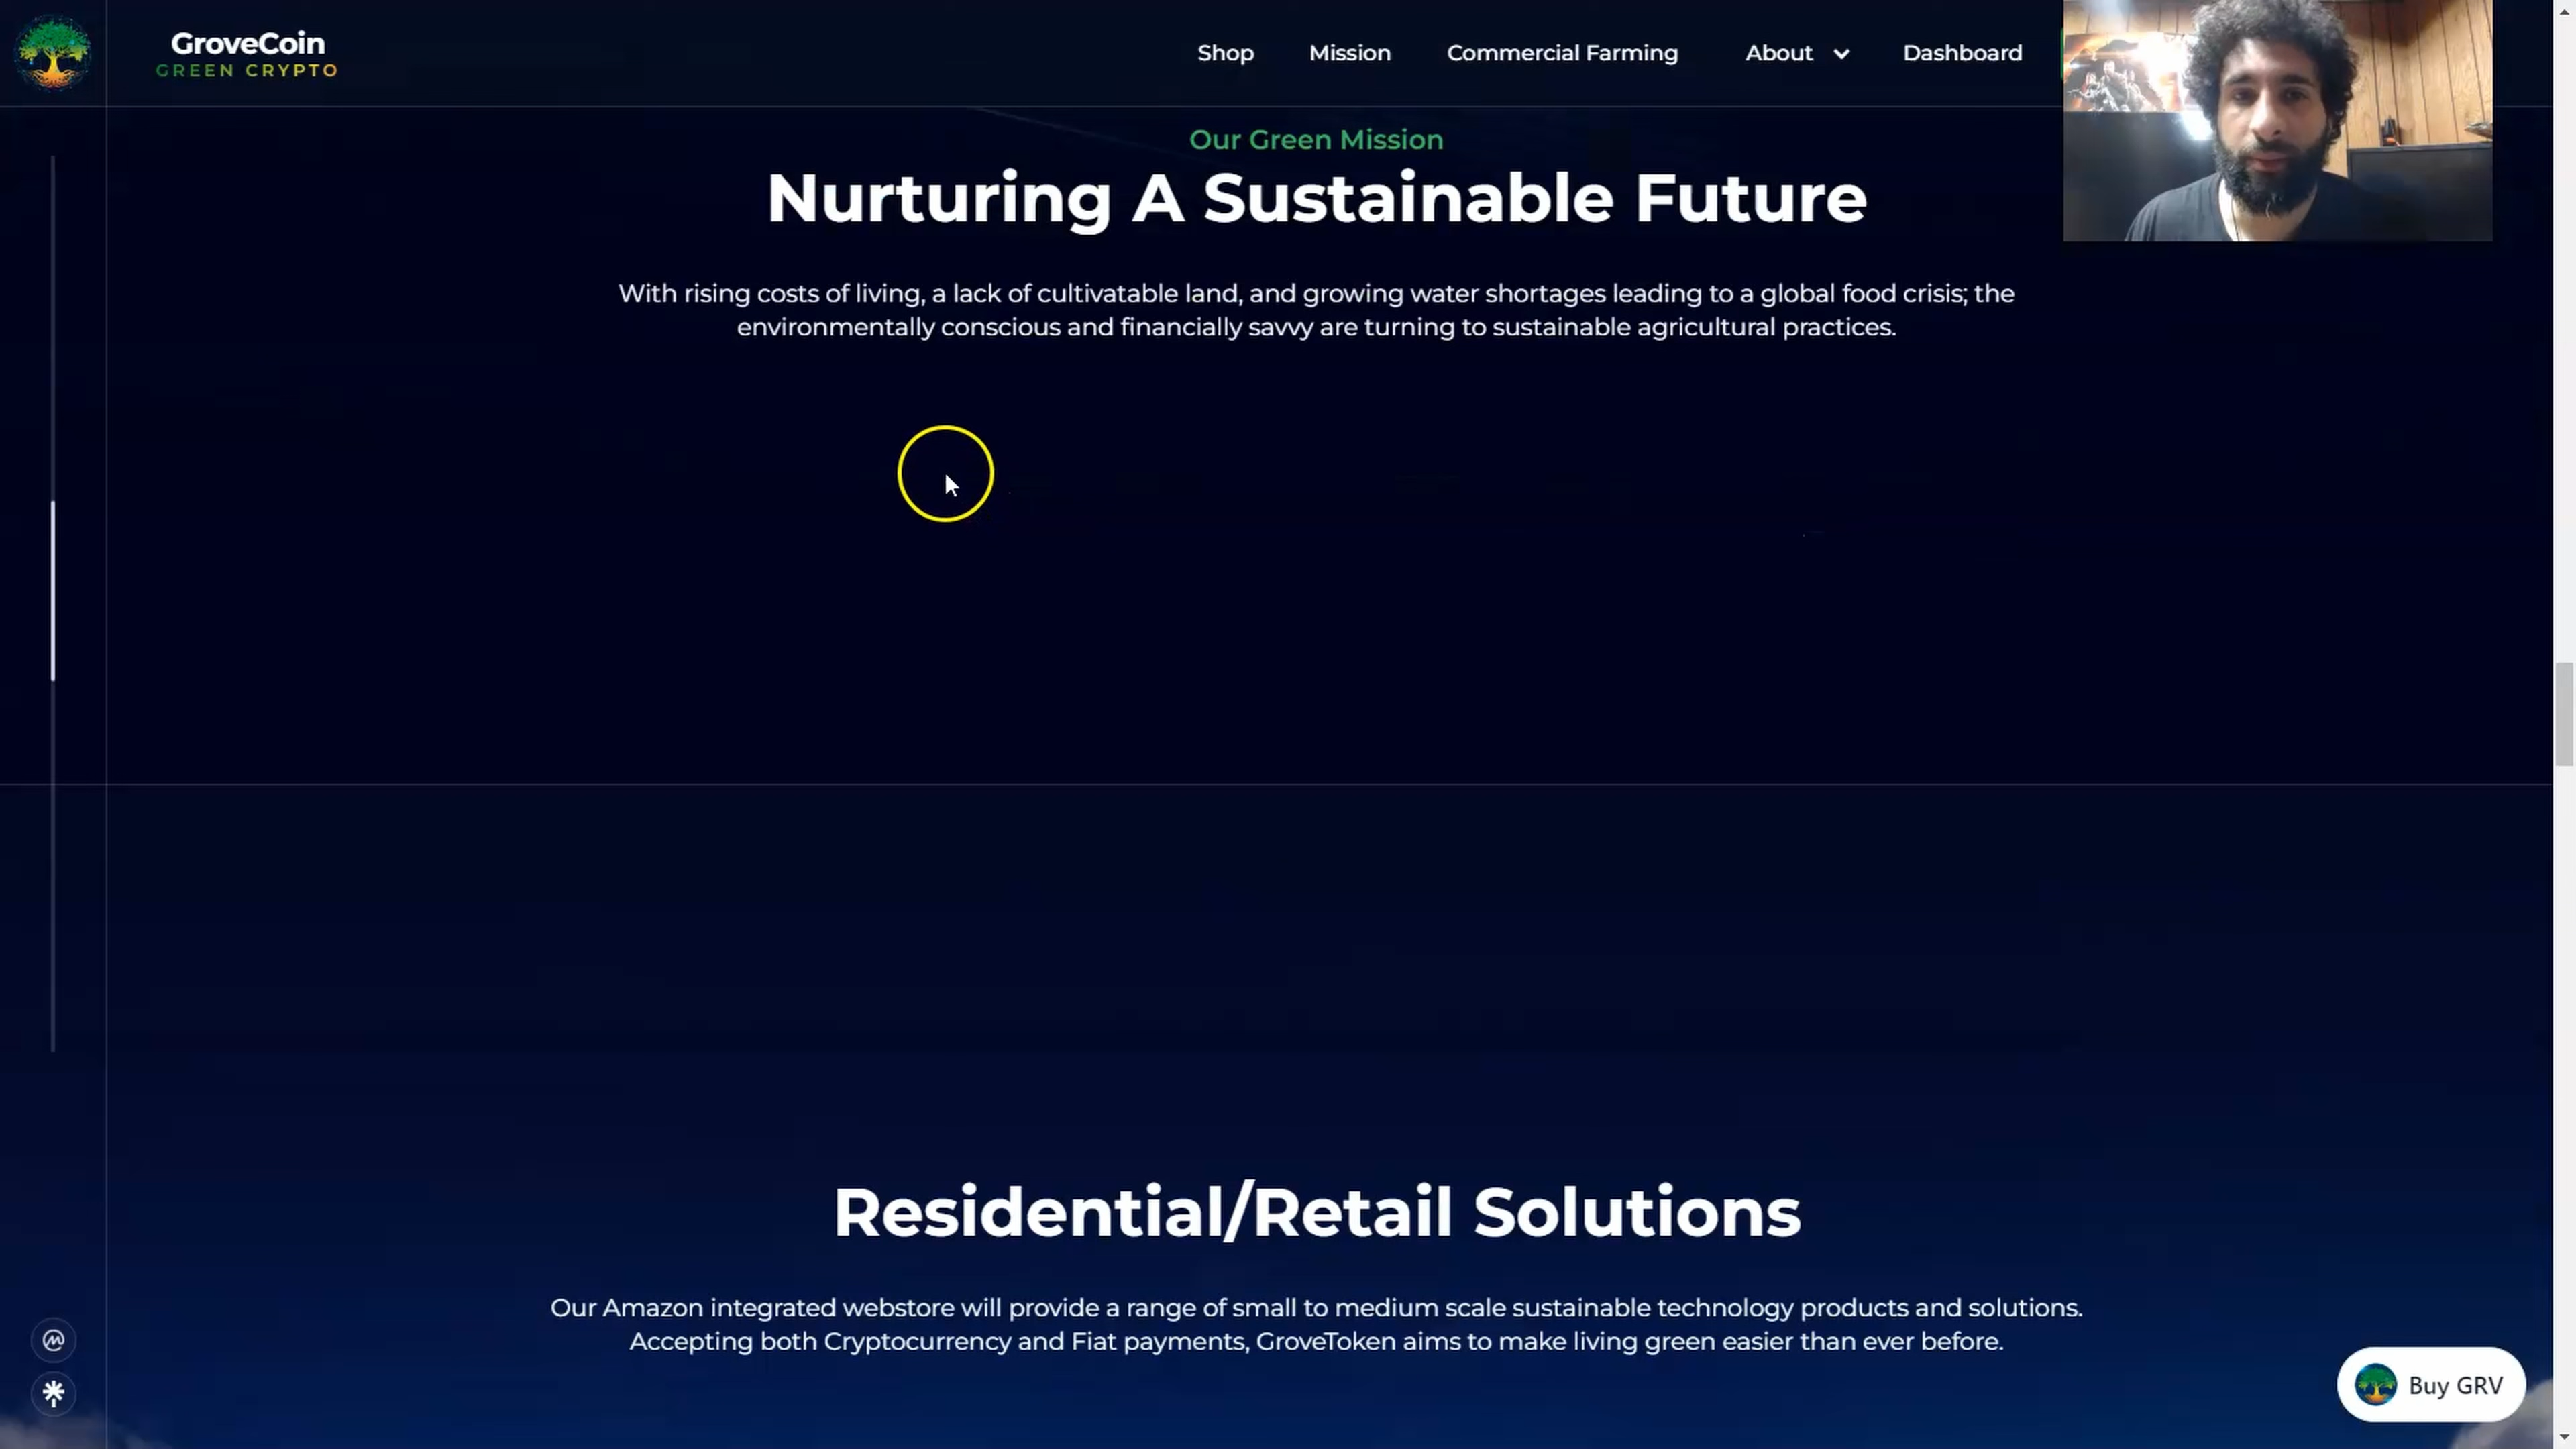 GroveCoin
GREEN CRYPTO
Shop
Mission
Commercial Farming
About
Dashboard
Our Green Mission
Nurturing A Sustainable Future
With rising costs of living, a lack of cultivatable land, and growing water shortages leading to a global food crisis; the
environmentally conscious and financially savvy are turning to sustainable agricultural practices.
Residential/Retail Solutions
Our Amazon integrated webstore will provide a range of small to medium scale sustainable technology products and solutions.
Accepting both Cryptocurrency and Fiat payments, GroveToken aims to make living green easier than ever before.
Buy GRV